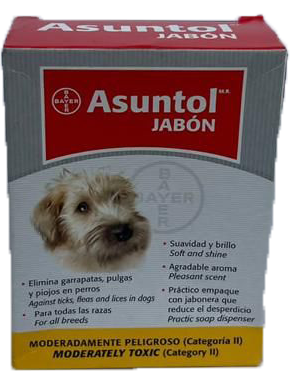 BAYER
Asuntol M.R.
JABÓN
BAYER
• Suavidad y brillo
Soft and shine
• Agradable aroma
Pleasant scent
• Práctico empaque
con jabonera que
reduce el desperdicio
Practic soap dispenser
• Elimina garrapatas, pulgas
y piojos en perros
Against ticks, fleas and lices in dogs
• Para todas las razas
For all breeds
MODERADAMENTE PELIGROSO (Categoría II)
MODERATELY TOXIC (Category II)